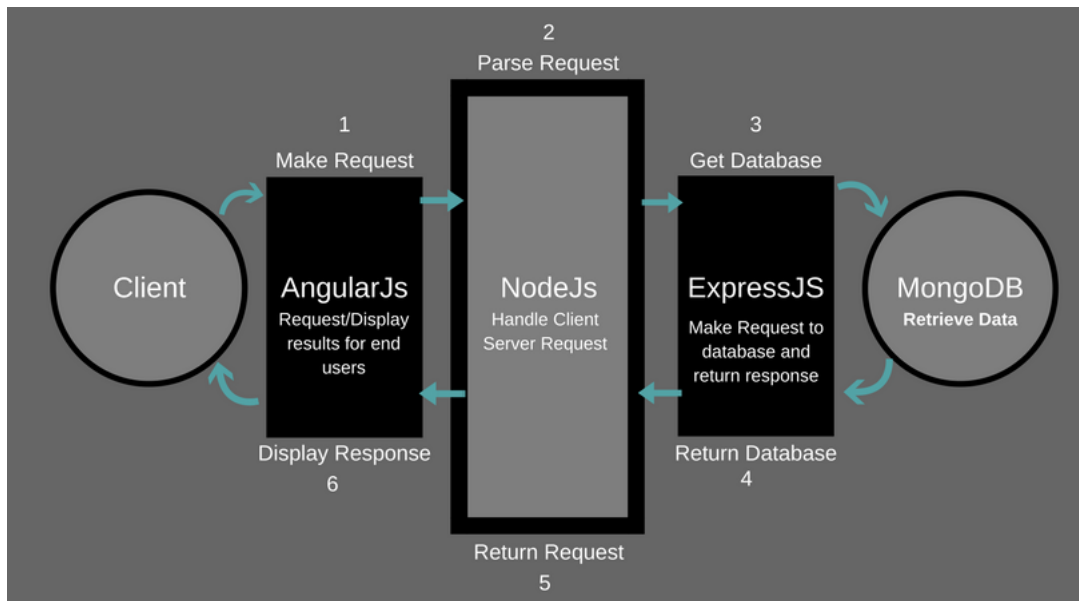 2
Parse Request
1
Make Request
3
Get Database
Client
AngularJs
Request/Display
results for end
users
NodeJs
Handle Client
Server Request
ExpressJS
Make Request to
database and
return response
MongoDB
Retrieve Data
Display Response
6
Return Database
4
Return Request
5